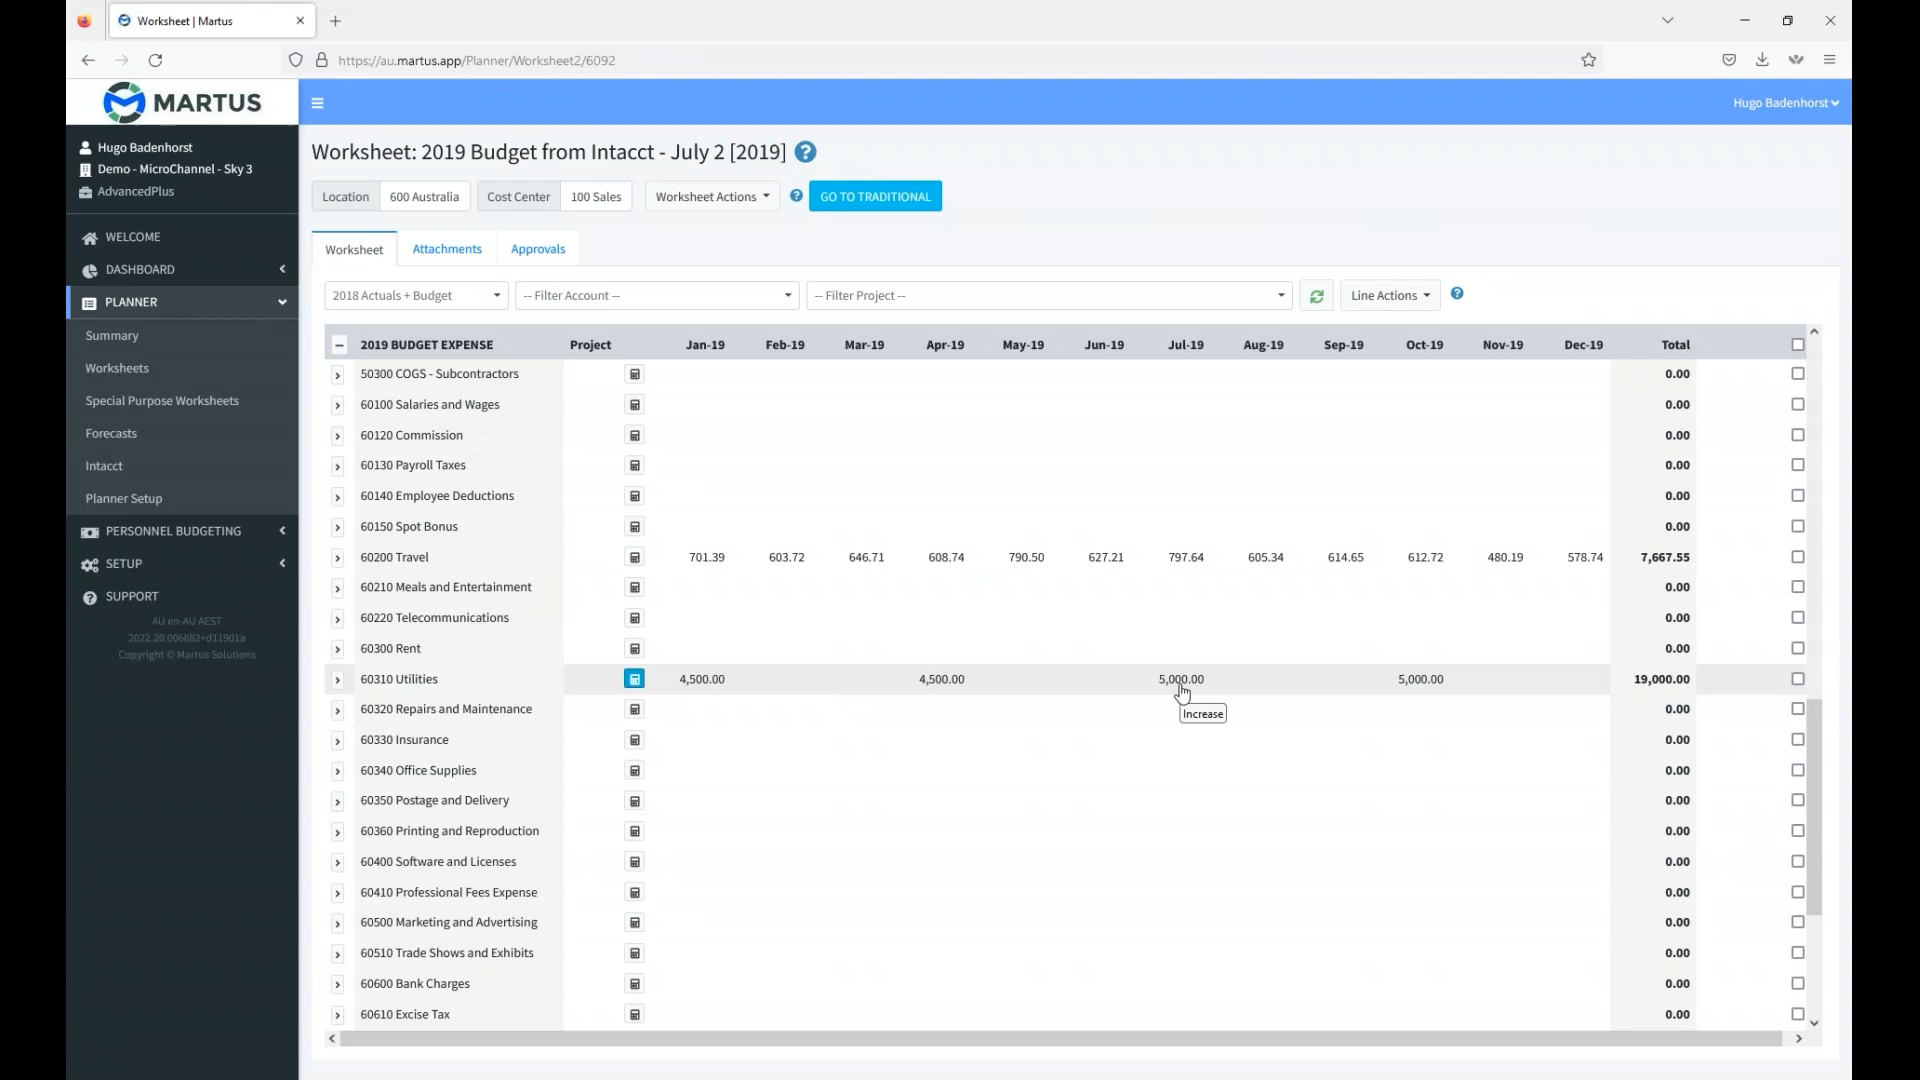 Worksheet | Martus
https://au.martus.app/Planner/Worksheet2/6092
MARTUS
Hugo Badenhorst
Hugo Badenhorst
Demo - MicroChannel - Sky 3
AdvancedPlus
WELCOME
DASHBOARD
PLANNER
Summary
Worksheets
Special Purpose Worksheets
Forecasts
Intacct
Planner Setup
PERSONNEL BUDGETING
SETUP
SUPPORT
AU en-AU AEST
2022.20.006882+d11901a
Copyright © Martus Solutions
Worksheet: 2019 Budget from Intacct - July 2 [2019]
Location 600 Australia Cost Center 100 Sales Worksheet Actions GO TO TRADITIONAL
Worksheet Attachments Approvals
2018 Actuals + Budget -- Filter Account -- -- Filter Project -- Line Actions
2019 BUDGET EXPENSE Project Jan-19 Feb-19 Mar-19 Apr-19 May-19 Jun-19 Jul-19 Aug-19 Sep-19 Oct-19 Nov-19 Dec-19 Total
50300 COGS - Subcontractors 0.00
60100 Salaries and Wages 0.00
60120 Commission 0.00
60130 Payroll Taxes 0.00
60140 Employee Deductions 0.00
60150 Spot Bonus 0.00
60200 Travel 701.39 603.72 646.71 608.74 790.50 627.21 797.64 605.34 614.65 612.72 480.19 578.74 7,667.55
60210 Meals and Entertainment 0.00
60220 Telecommunications 0.00
60300 Rent 0.00
60310 Utilities 4,500.00 4,500.00 5,000.00 5,000.00 19,000.00
Increase
60320 Repairs and Maintenance 0.00
60330 Insurance 0.00
60340 Office Supplies 0.00
60350 Postage and Delivery 0.00
60360 Printing and Reproduction 0.00
60400 Software and Licenses 0.00
60410 Professional Fees Expense 0.00
60500 Marketing and Advertising 0.00
60510 Trade Shows and Exhibits 0.00
60600 Bank Charges 0.00
60610 Excise Tax 0.00